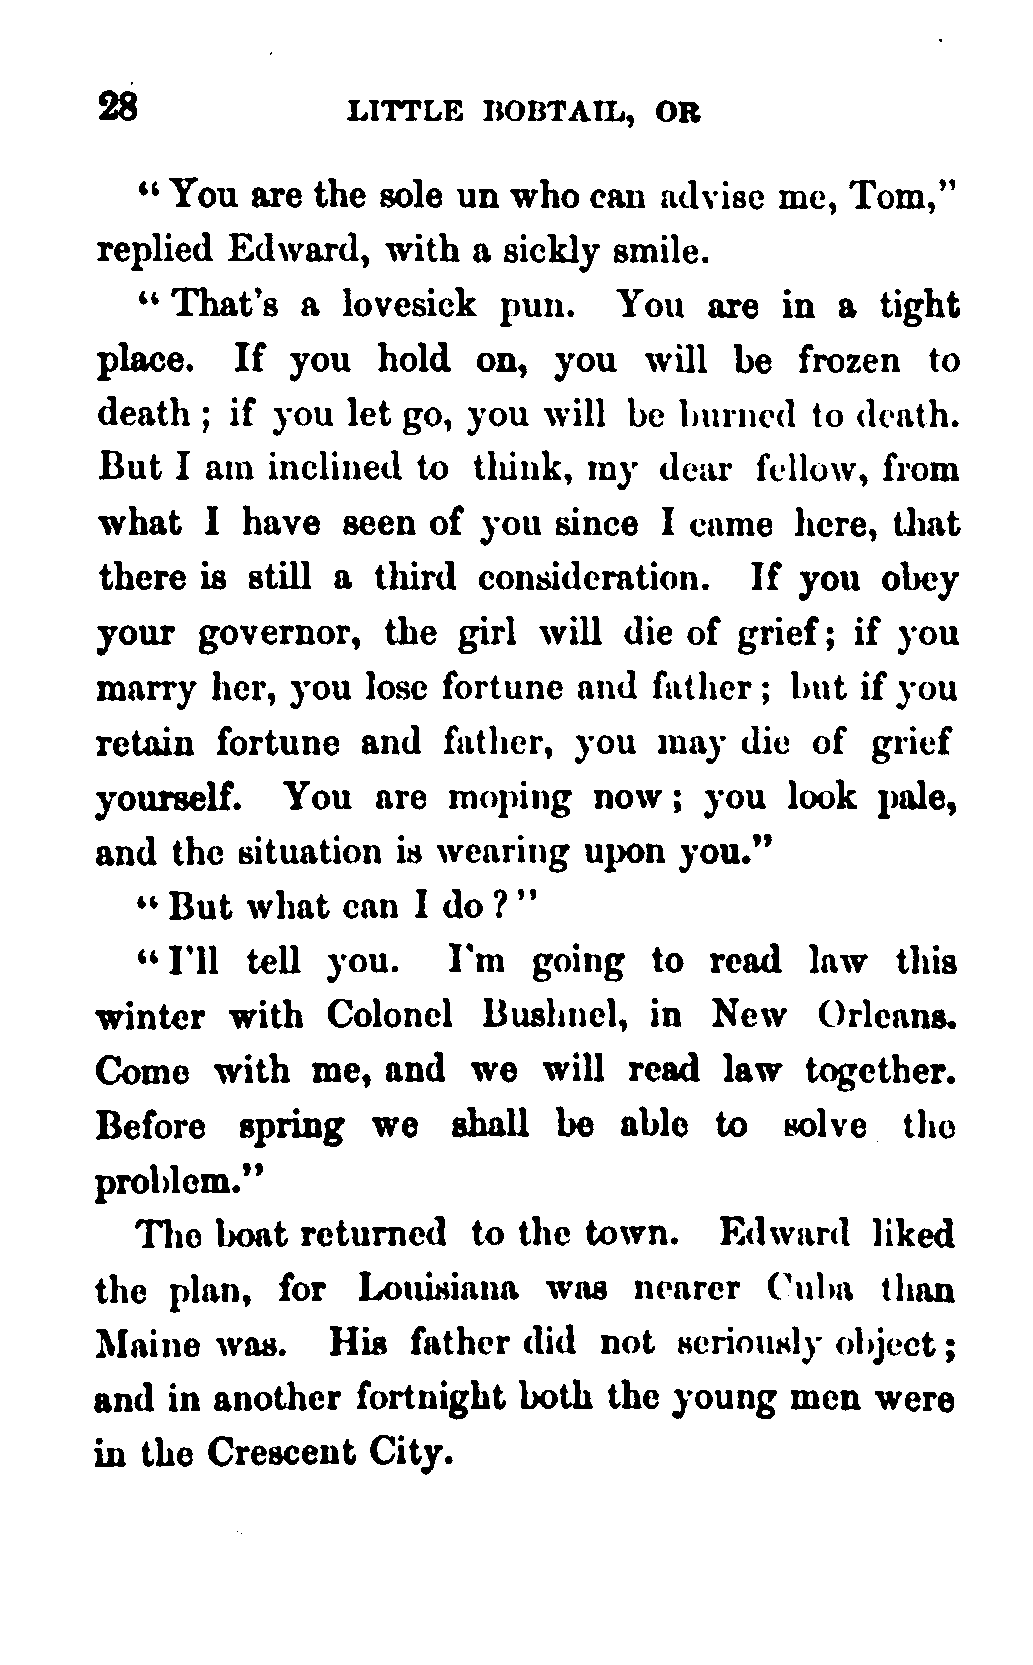 28 LITTLE BOBTAIL, OR
"You are the sole un who can advise me, Tom,"
replied Edward, with a sickly smile.
"That's a lovesick pun. You are in a tight
place. If you hold on, you will be frozen to
death; if you let go, you will be burned to death.
But I am inclined to think, my dear fellow, from
what I have seen of you since I came here, that
there is still a third consideration. If you obey
your governor, the girl will die of grief; if you
marry her, you lose fortune and father; but if you
retain fortune and father, you may die of grief
yourself. You are moping now; you look pale,
and the situation is wearing upon you."
"But what can I do?"
"I'll tell you. I'm going to read law this
winter with Colonel Bushnel, in New Orleans.
Come with me, and we will read law together.
Before spring we shall be able to solve the
problem."
The boat returned to the town. Edward liked
the plan, for Louisiana was nearer Cuba than
Maine was. His father did not seriously object;
and in another fortnight both the young men were
in the Crescent City.